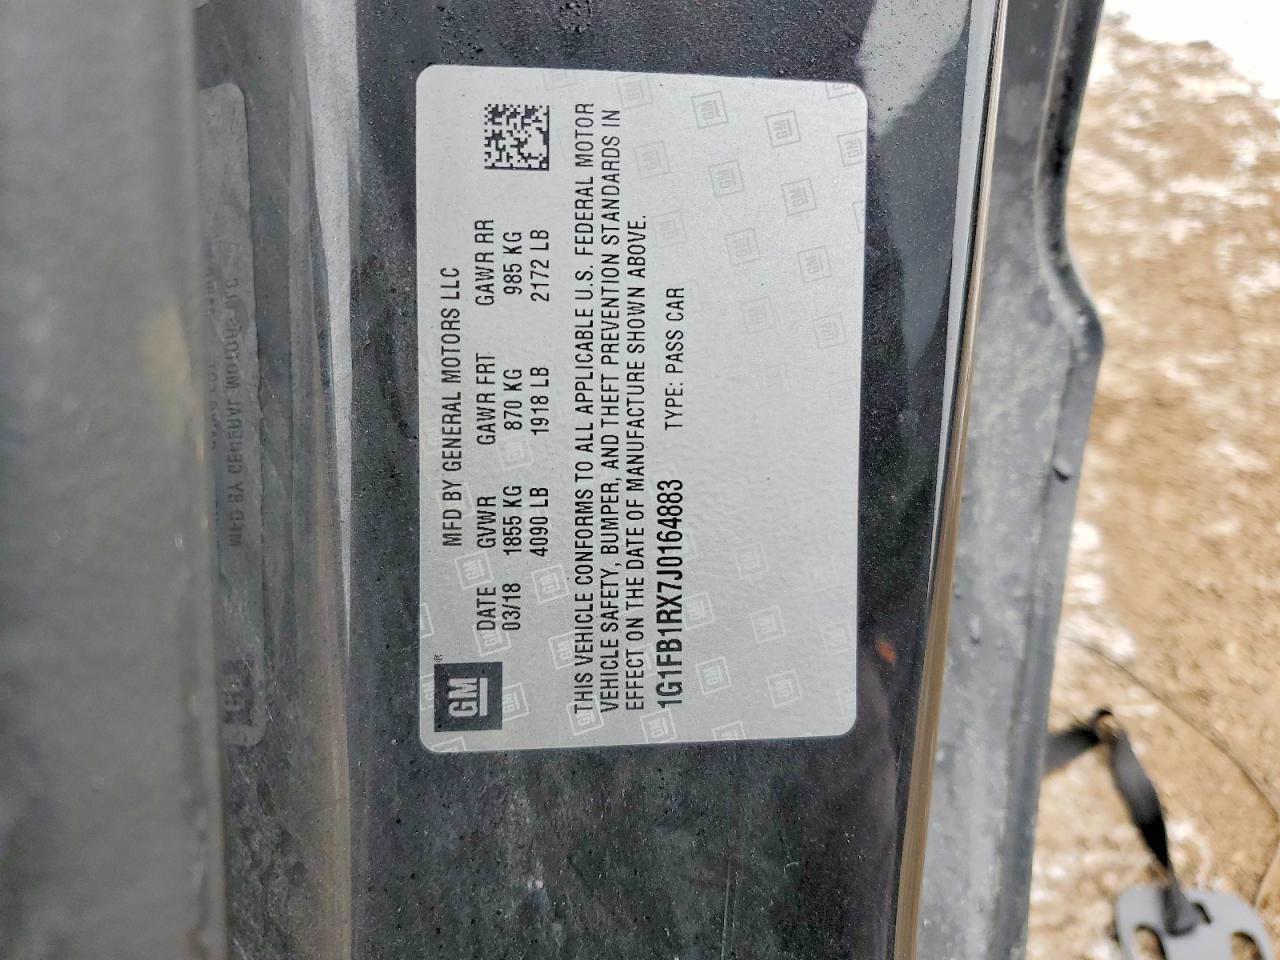 GM
MFD BY GENERAL MOTORS LLC
DATE GVWR GAWR FRT GAWR RR
03/18 1855 KG 870 KG 985 KG
4090 LB 1918 LB 2172 LB
THIS VEHICLE CONFORMS TO ALL APPLICABLE U.S. FEDERAL MOTOR
VEHICLE SAFETY, BUMPER, AND THEFT PREVENTION STANDARDS IN
EFFECT ON THE DATE OF MANUFACTURE SHOWN ABOVE.
1G1FB1RX7J0164883 TYPE: PASS CAR